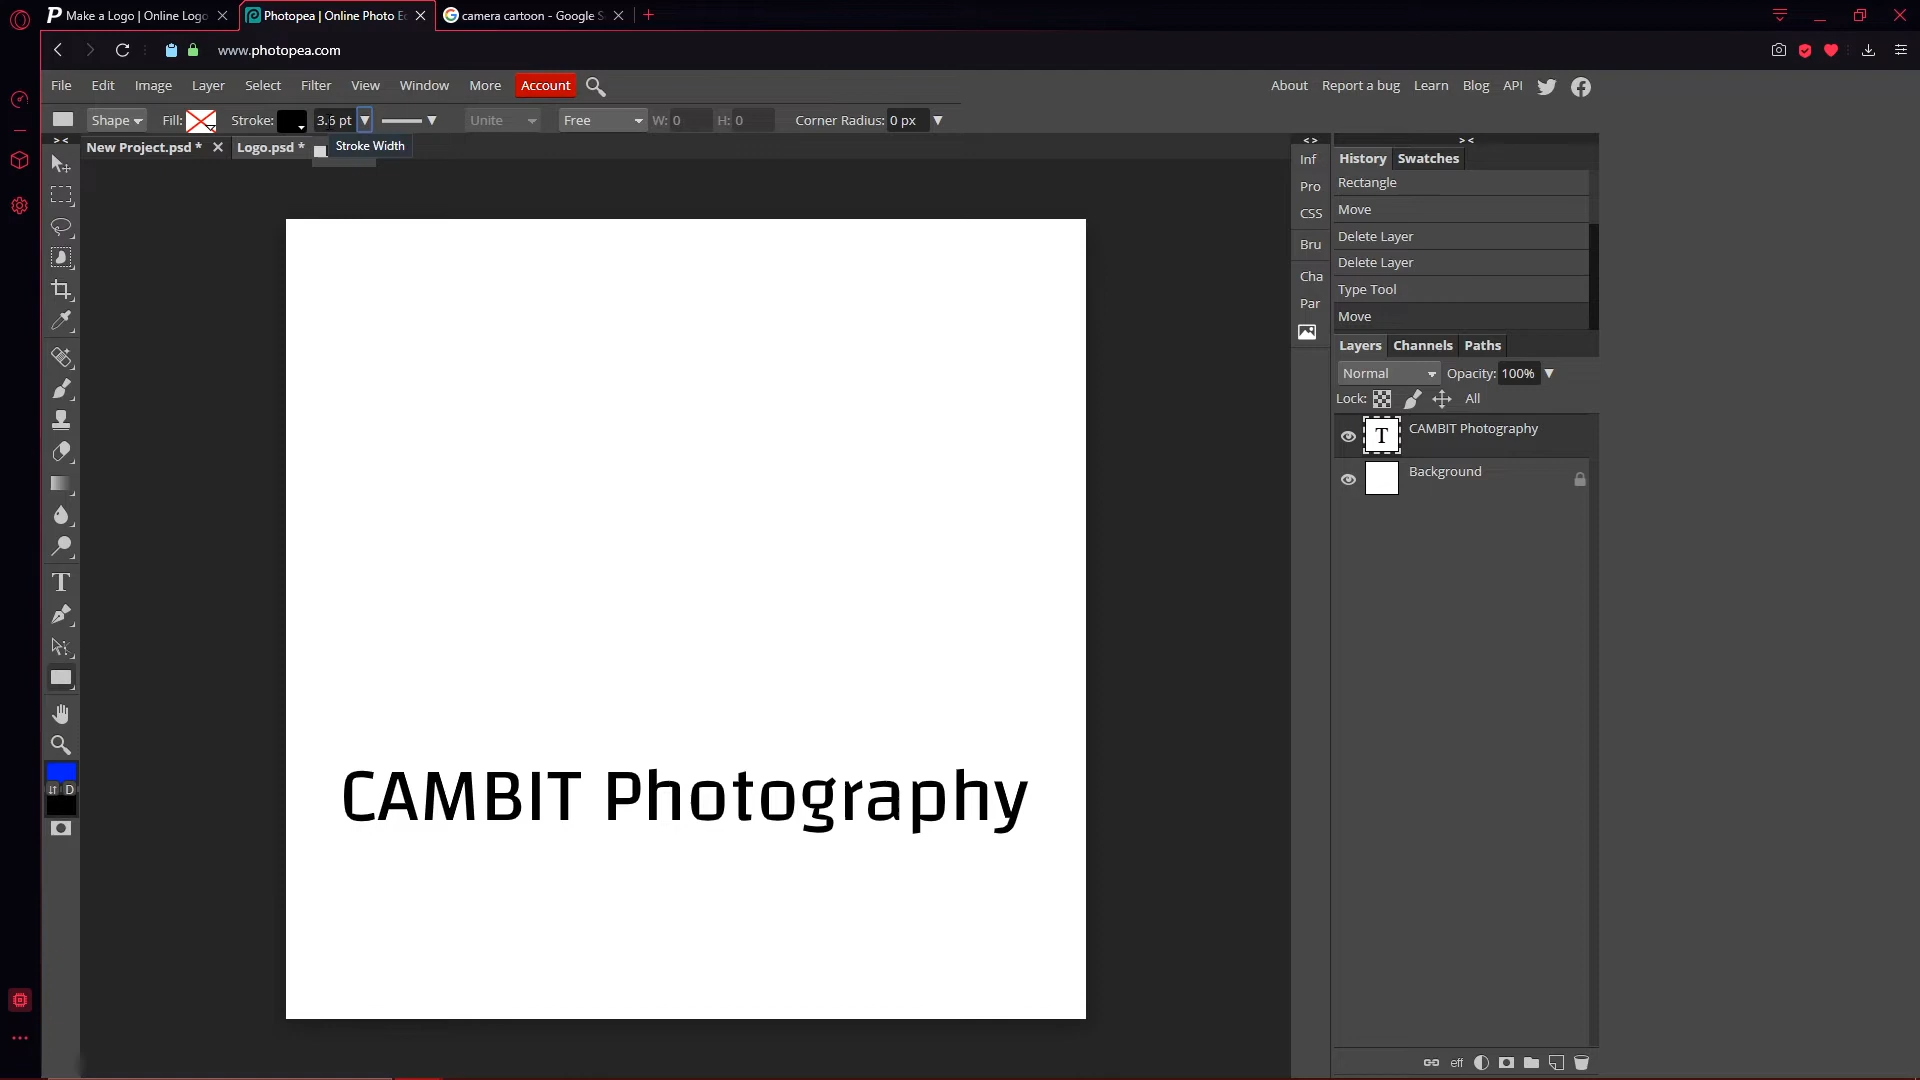 Make a Logo | Online Logo
Photopea | Online Photo Ed
camera cartoon - Google S
www.photopea.com
File Edit Image Layer Select Filter View Window More Account
About Report a bug Learn Blog API
Shape Fill: Stroke: 3.6 pt Unite Free W: 0 H: 0 Corner Radius: 0 px
New Project.psd * Logo.psd *
Stroke Width
Inf
Pro
CSS
Bru
Cha
Par
History Swatches
Rectangle
Move
Delete Layer
Delete Layer
Type Tool
Move
Layers Channels Paths
Normal Opacity: 100%
Lock: All
T CAMBIT Photography
Background
T
D
CAMBIT Photography
eff